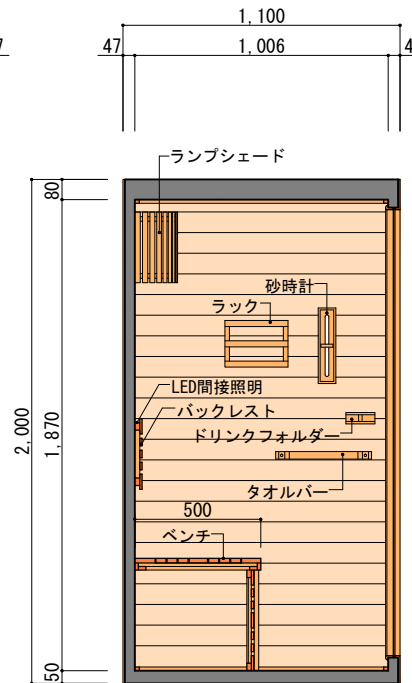 1,100
7
47
1,006
4
ランプシェード
80
砂時計
ラック
LED間接照明
バックレスト
2,000
1,870
ドリンクフォルダー
タオルバー
500
ベンチ
50